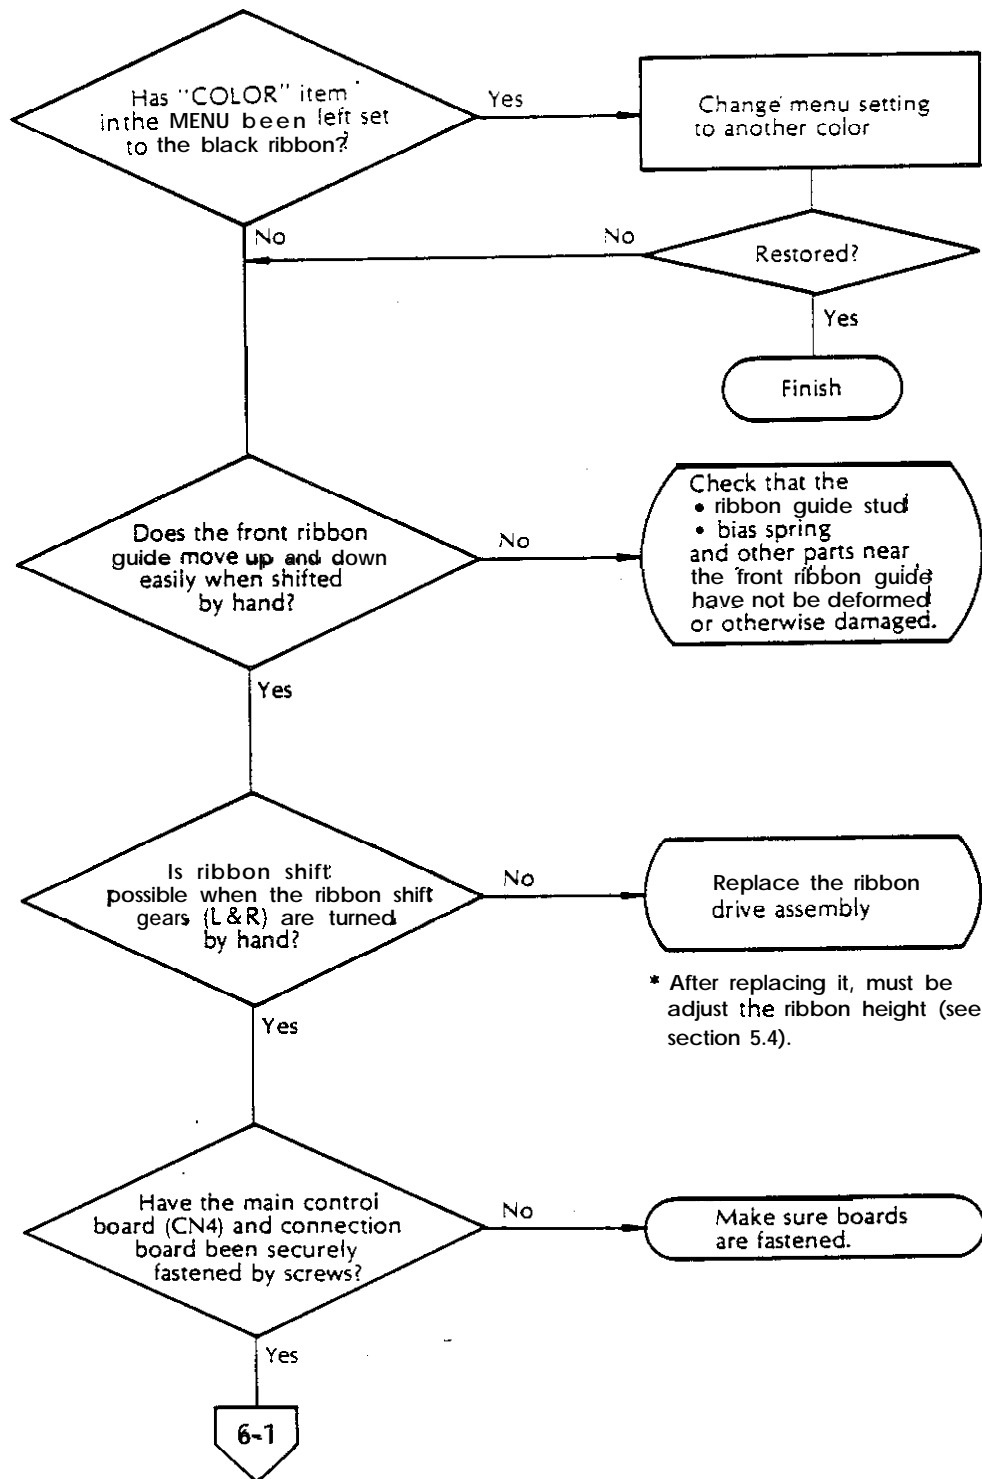 Has "COLOR" item
in the MENU been left set
to the black ribbon?
Yes
Change menu setting
to another color
No
No
Restored?
Yes
Finish
Does the front ribbon
guide move up and down
easily when shifted
by hand?
No
Check that the
• ribbon guide stud
• bias spring
and other parts near
the front ribbon guide
have not be deformed
or otherwise damaged.
Yes
Is ribbon shift
possible when the ribbon shift
gears (L & R) are turned
by hand?
No
Replace the ribbon
drive assembly
* After replacing it, must be
adjust the ribbon height (see
section 5.4).
Yes
Have the main control
board (CN4) and connection
board been securely
fastened by screws?
No
Make sure boards
are fastened.
Yes
6-1